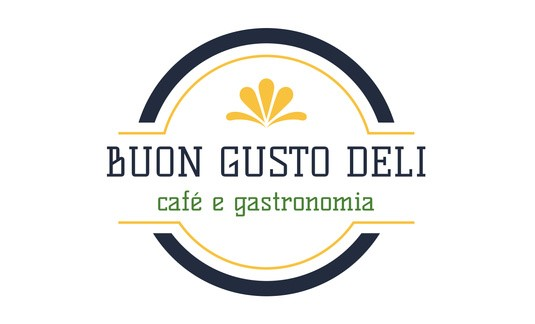 BUON GUSTO DELI
café e gastronomia